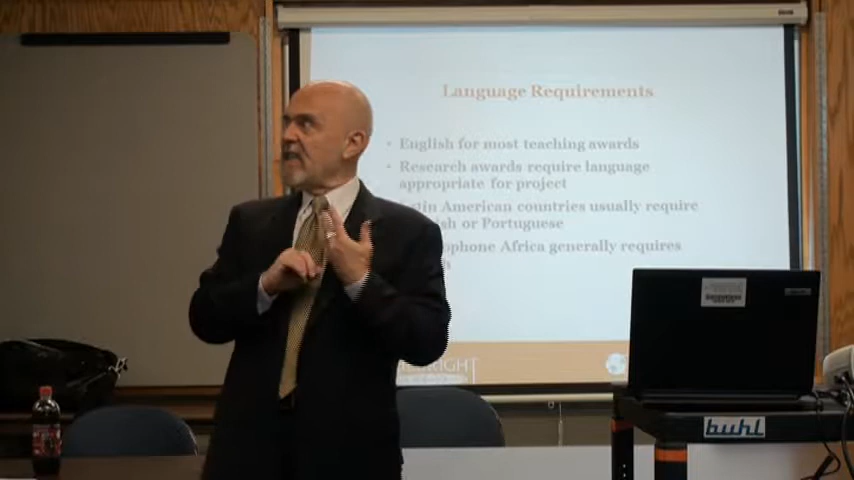 Language Requirements
• English for most teaching awards
• Research awards require language
appropriate for project
American countries usually require
or Portuguese
Africa generally requires
buhl